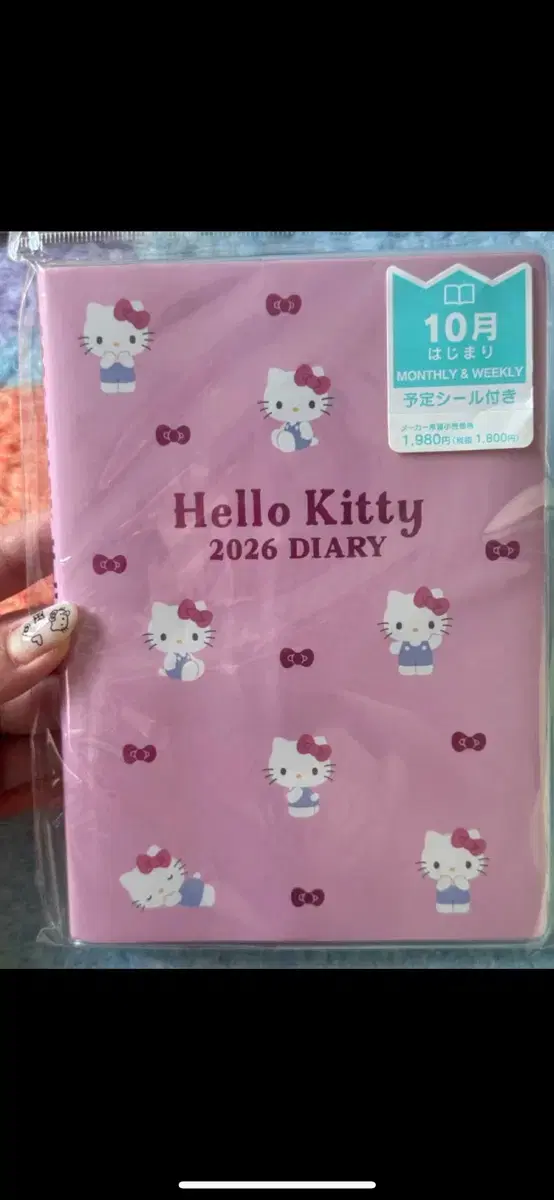 10月
はじまり
MONTHLY & WEEKLY
予定シール付き
メーカー希望小売価格
1,980円(税抜 1,800円)
Hello Kitty
2026 DIARY